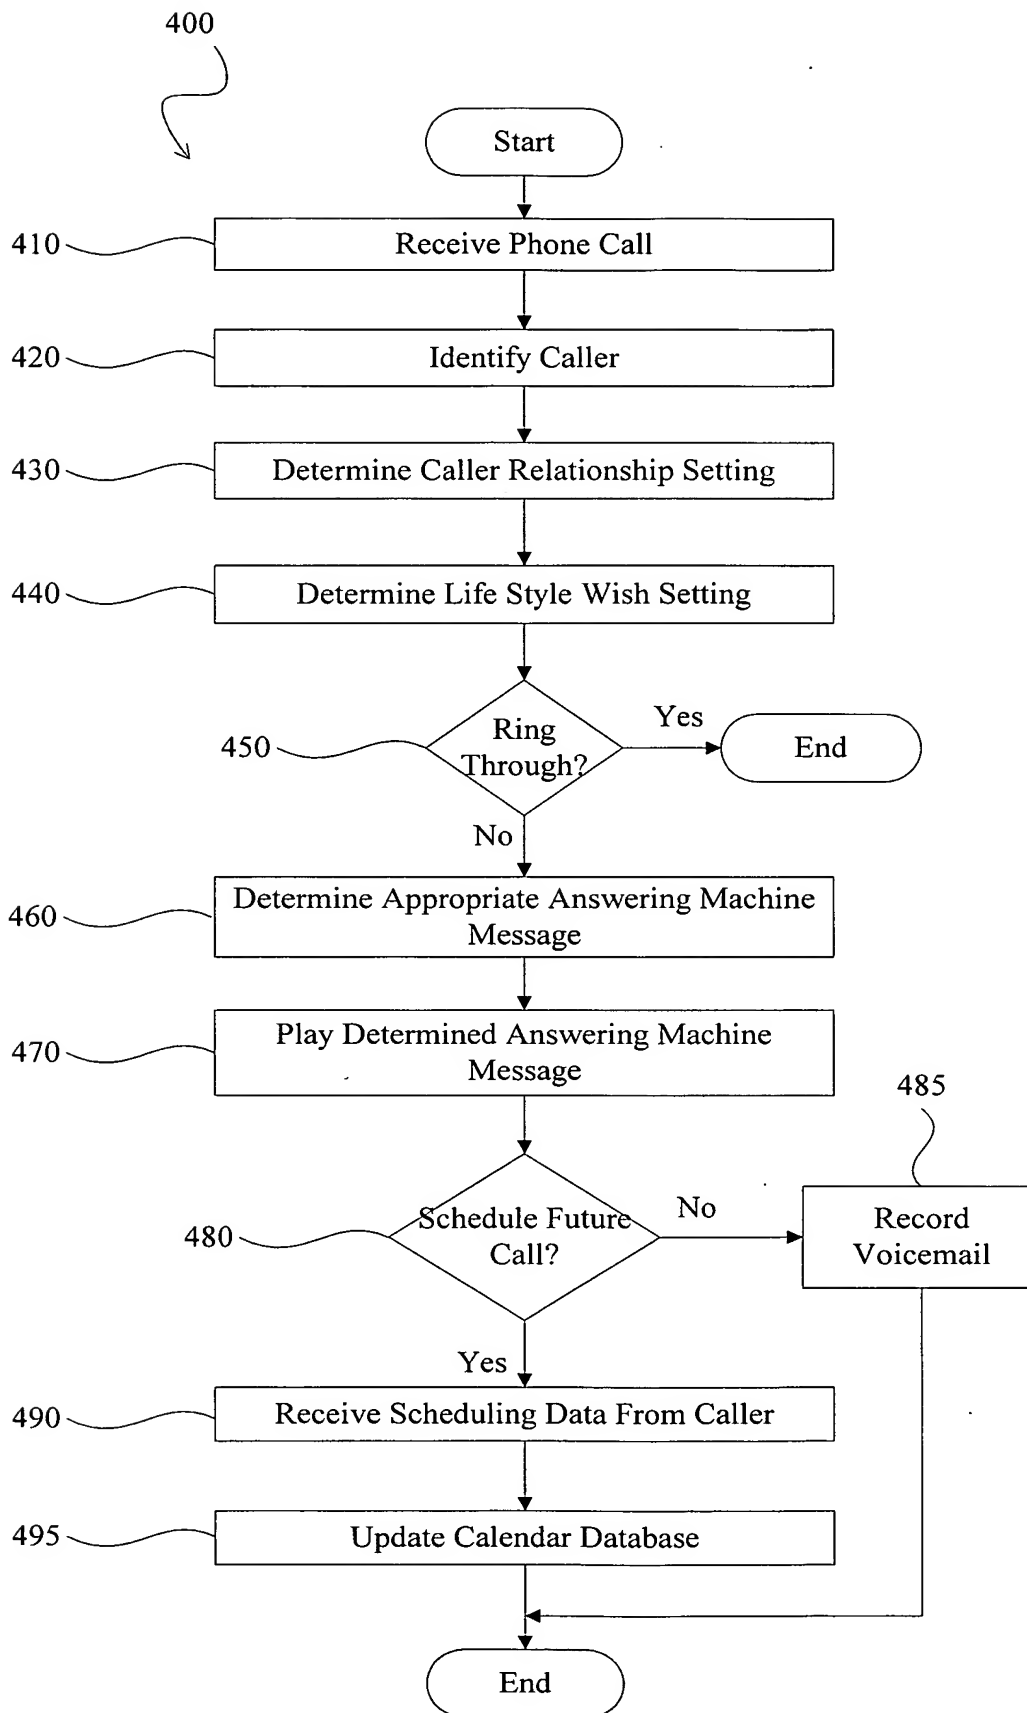 400
Start
410
Receive Phone Call
420
Identify Caller
430
Determine Caller Relationship Setting
440
Determine Life Style Wish Setting
450
Ring
Through?
Yes
End
No
460
Determine Appropriate Answering Machine
Message
470
Play Determined Answering Machine
Message
485
480
Schedule Future
Call?
No
Record
Voicemail
Yes
490
Receive Scheduling Data From Caller
495
Update Calendar Database
End